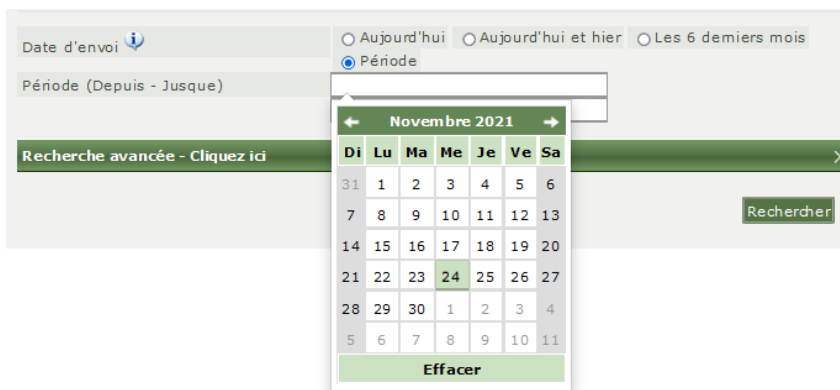 Date d'envoi
Aujourd'hui Aujourd'hui et hier Les 6 derniers mois
Période
Période (Depuis - Jusque)
Novembre 2021
Recherche avancée - Cliquez ici
Di Lu Ma Me Je Ve Sa
31 1 2 3 4 5 6
7 8 9 10 11 12 13
14 15 16 17 18 19 20
21 22 23 24 25 26 27
28 29 30 1 2 3 4
5 6 7 8 9 10 11
Effacer
Rechercher